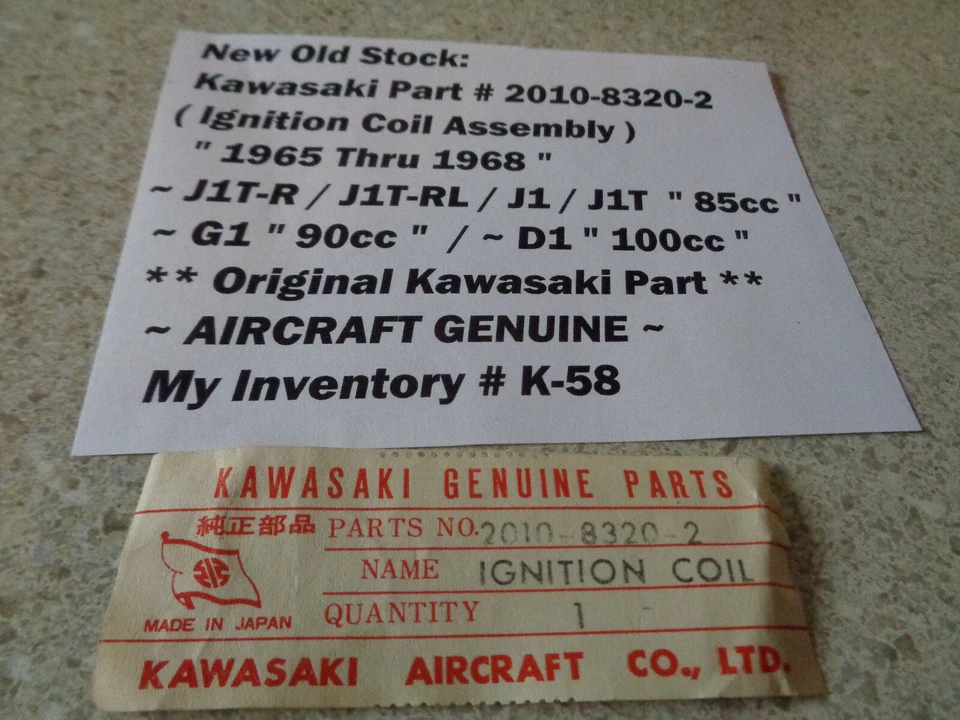 New Old Stock:
Kawasaki Part # 2010-8320-2
( Ignition Coil Assembly )
" 1965 Thru 1968 "
~ J1T-R / J1T-RL / J1 / J1T " 85cc "
~ G1 " 90cc " / ~ D1 " 100cc "
** Original Kawasaki Part **
~ AIRCRAFT GENUINE ~
My Inventory # K-58
KAWASAKI GENUINE PARTS
純正部品 PARTS NO. 2010-8320-2
NAME IGNITION COIL
MADE IN JAPAN QUANTITY 1
KAWASAKI AIRCRAFT CO., LTD.